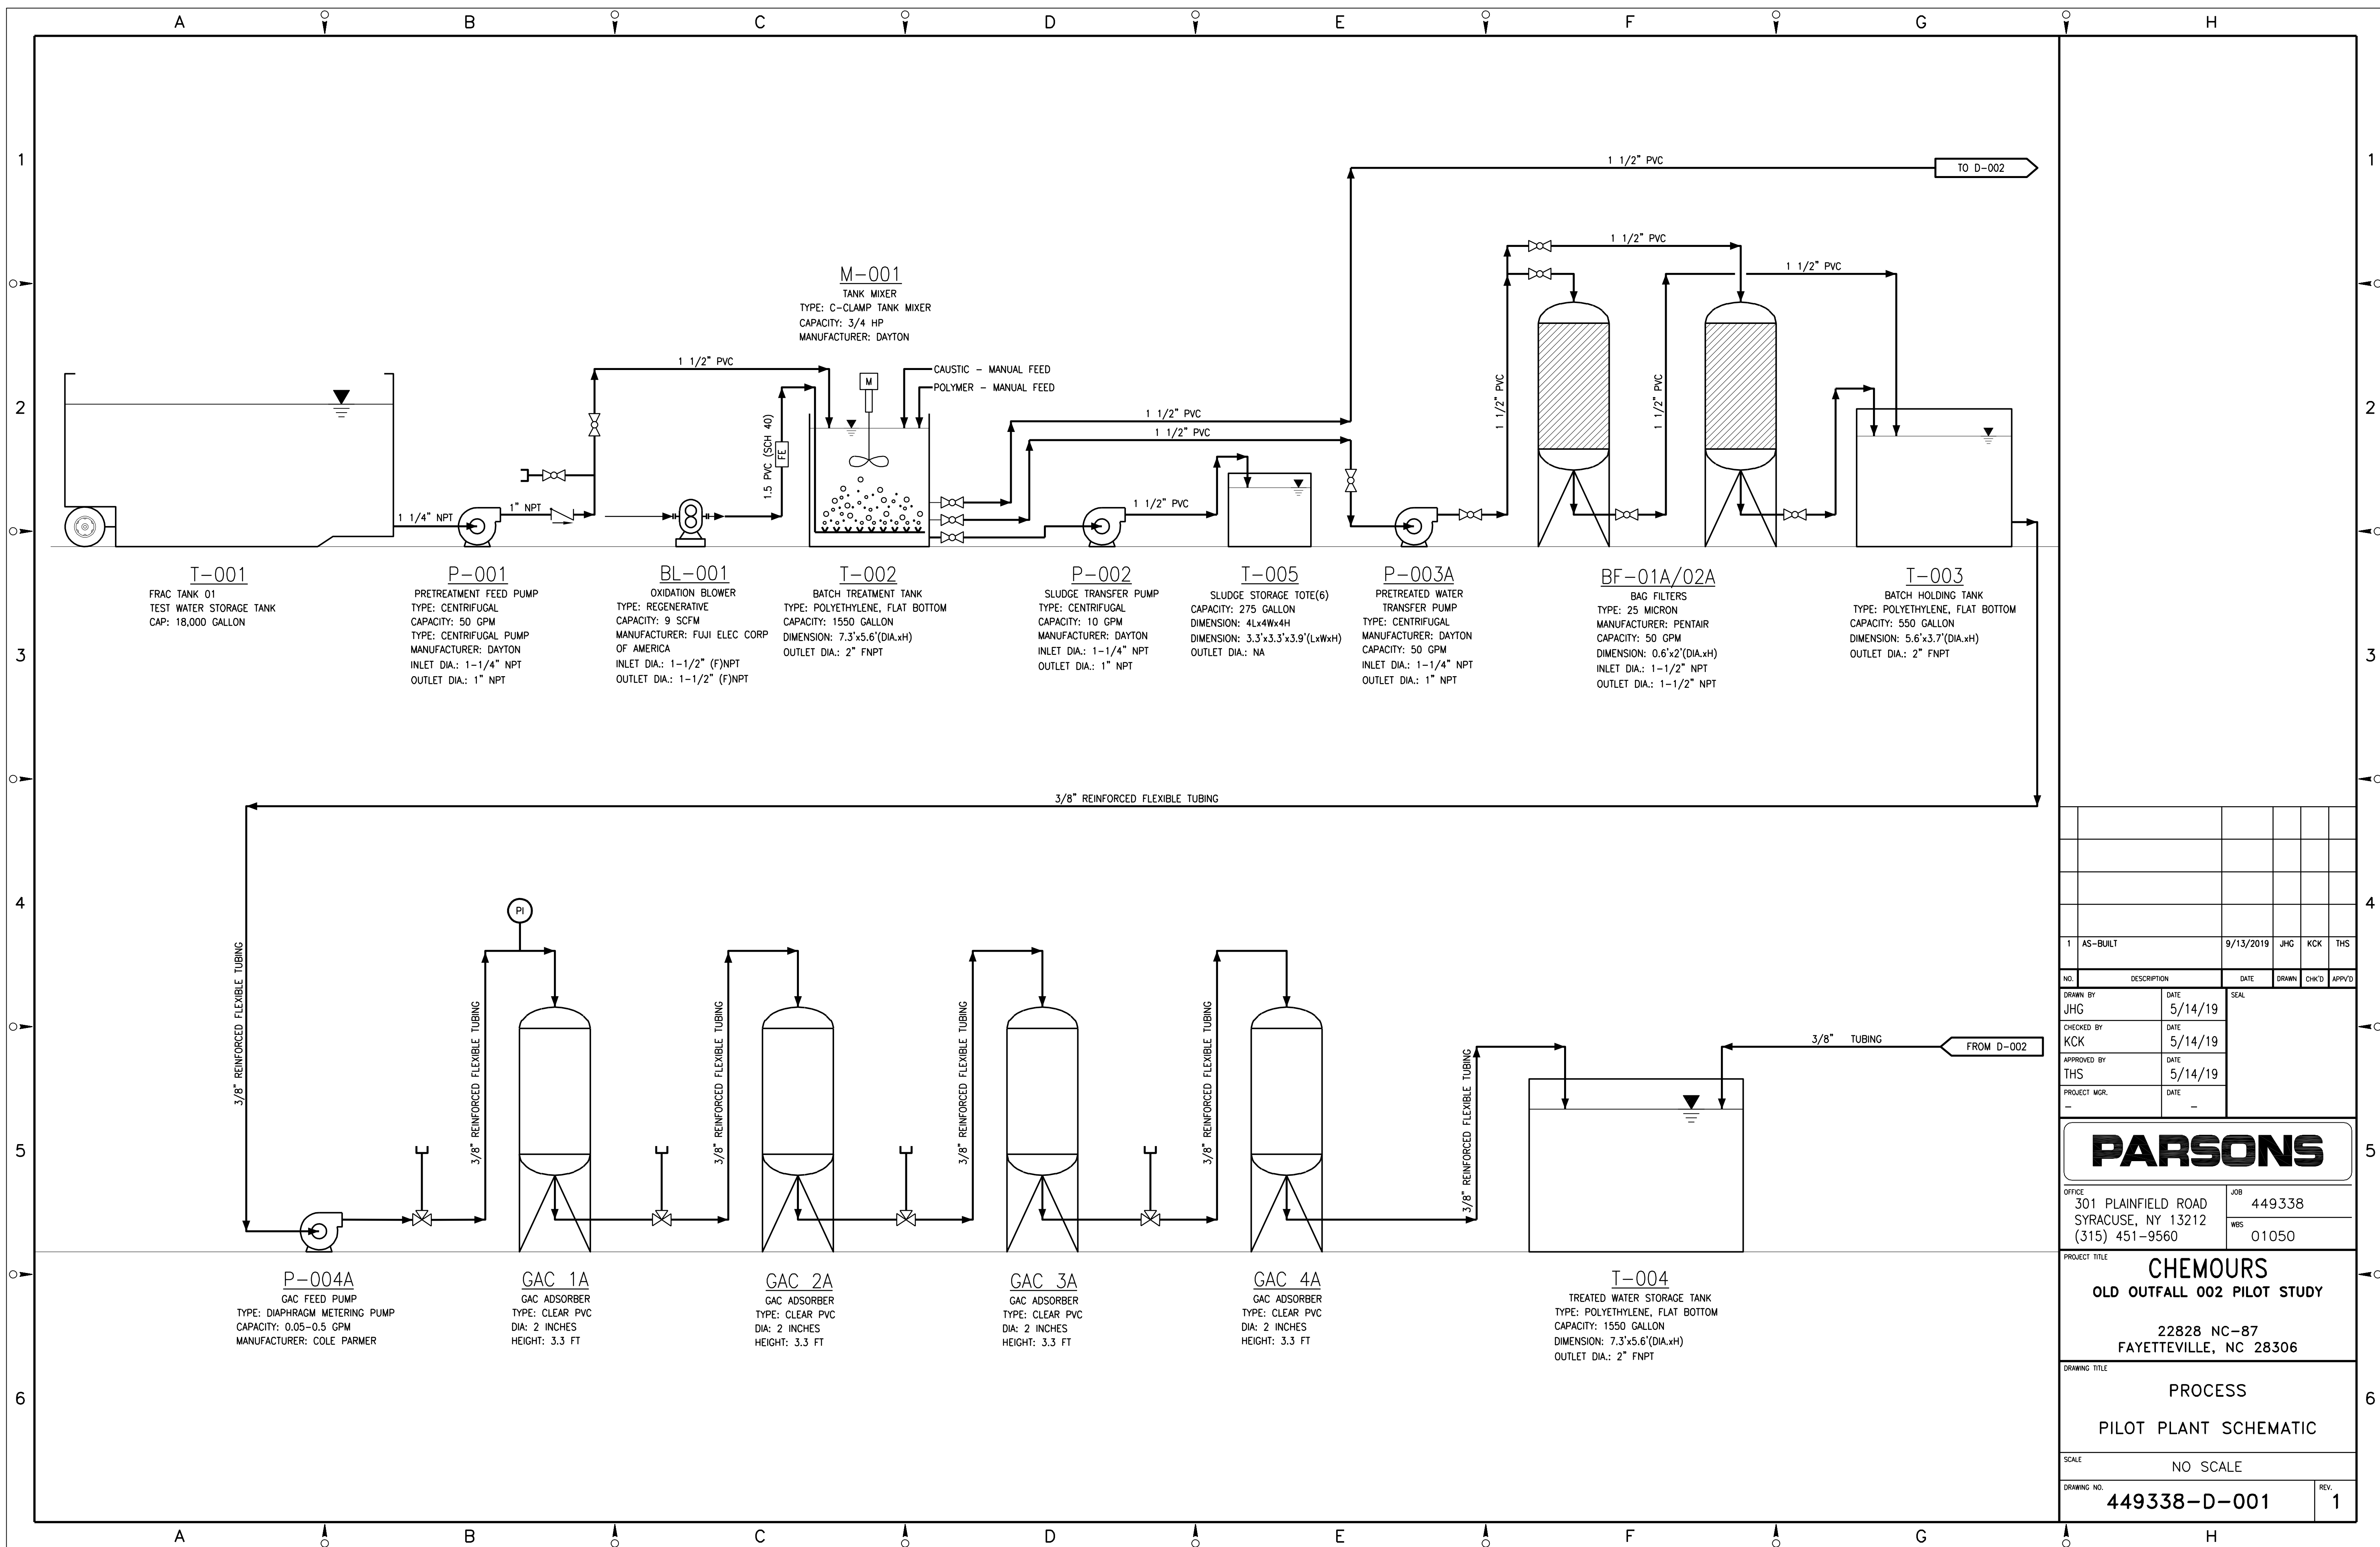 A B C D E F G H
1
1 1/2" PVC
TO D-002
1
1 1/2" PVC
1 1/2" PVC
M-001
TANK MIXER
TYPE: C-CLAMP TANK MIXER
CAPACITY: 3/4 HP
MANUFACTURER: DAYTON
1 1/2" PVC
M
CAUSTIC - MANUAL FEED
POLYMER - MANUAL FEED
2
1.5 PVC (SCH 40)
FE
1 1/2" PVC
1 1/2" PVC
1 1/2" PVC
1 1/2" PVC
1 1/2" PVC
2
1 1/4" NPT
1" NPT
T-001
FRAC TANK 01
TEST WATER STORAGE TANK
CAP: 18,000 GALLON
P-001
PRETREATMENT FEED PUMP
TYPE: CENTRIFUGAL
CAPACITY: 50 GPM
TYPE: CENTRIFUGAL PUMP
MANUFACTURER: DAYTON
INLET DIA.: 1-1/4" NPT
OUTLET DIA.: 1" NPT
BL-001
OXIDATION BLOWER
TYPE: REGENERATIVE
CAPACITY: 9 SCFM
MANUFACTURER: FUJI ELEC CORP
OF AMERICA
INLET DIA.: 1-1/2" (F)NPT
OUTLET DIA.: 1-1/2" (F)NPT
T-002
BATCH TREATMENT TANK
TYPE: POLYETHYLENE, FLAT BOTTOM
CAPACITY: 1550 GALLON
DIMENSION: 7.3'x5.6'(DIA.xH)
OUTLET DIA.: 2" FNPT
P-002
SLUDGE TRANSFER PUMP
TYPE: CENTRIFUGAL
CAPACITY: 10 GPM
MANUFACTURER: DAYTON
INLET DIA.: 1-1/4" NPT
OUTLET DIA.: 1" NPT
T-005
SLUDGE STORAGE TOTE(6)
CAPACITY: 275 GALLON
DIMENSION: 4Lx4Wx4H
DIMENSION: 3.3'x3.3'x3.9'(LxWxH)
OUTLET DIA.: NA
P-003A
PRETREATED WATER
TRANSFER PUMP
TYPE: CENTRIFUGAL
MANUFACTURER: DAYTON
CAPACITY: 50 GPM
INLET DIA.: 1-1/4" NPT
OUTLET DIA.: 1" NPT
BF-01A/02A
BAG FILTERS
TYPE: 25 MICRON
MANUFACTURER: PENTAIR
CAPACITY: 50 GPM
DIMENSION: 0.6'x2'(DIA.xH)
INLET DIA.: 1-1/2" NPT
OUTLET DIA.: 1-1/2" NPT
T-003
BATCH HOLDING TANK
TYPE: POLYETHYLENE, FLAT BOTTOM
CAPACITY: 550 GALLON
DIMENSION: 5.6'x3.7'(DIA.xH)
OUTLET DIA.: 2" FNPT
3
3
3/8" REINFORCED FLEXIBLE TUBING
4
4
PI
3/8" REINFORCED FLEXIBLE TUBING
3/8" REINFORCED FLEXIBLE TUBING
3/8" REINFORCED FLEXIBLE TUBING
3/8" REINFORCED FLEXIBLE TUBING
3/8" REINFORCED FLEXIBLE TUBING
3/8" REINFORCED FLEXIBLE TUBING
3/8" TUBING
FROM D-002
5
5
P-004A
GAC FEED PUMP
TYPE: DIAPHRAGM METERING PUMP
CAPACITY: 0.05-0.5 GPM
MANUFACTURER: COLE PARMER
GAC 1A
GAC ADSORBER
TYPE: CLEAR PVC
DIA: 2 INCHES
HEIGHT: 3.3 FT
GAC 2A
GAC ADSORBER
TYPE: CLEAR PVC
DIA: 2 INCHES
HEIGHT: 3.3 FT
GAC 3A
GAC ADSORBER
TYPE: CLEAR PVC
DIA: 2 INCHES
HEIGHT: 3.3 FT
GAC 4A
GAC ADSORBER
TYPE: CLEAR PVC
DIA: 2 INCHES
HEIGHT: 3.3 FT
T-004
TREATED WATER STORAGE TANK
TYPE: POLYETHYLENE, FLAT BOTTOM
CAPACITY: 1550 GALLON
DIMENSION: 7.3'x5.6'(DIA.xH)
OUTLET DIA.: 2" FNPT
6
6
1 AS-BUILT 9/13/2019 JHG KCK THS
NO. DESCRIPTION DATE DRAWN CHK'D APPV'D
DRAWN BY DATE SEAL
JHG 5/14/19
CHECKED BY DATE
KCK 5/14/19
APPROVED BY DATE
THS 5/14/19
PROJECT MGR. DATE
- -
PARSONS
OFFICE
301 PLAINFIELD ROAD
SYRACUSE, NY 13212
(315) 451-9560
JOB
449338
WBS
01050
PROJECT TITLE
CHEMOURS
OLD OUTFALL 002 PILOT STUDY
22828 NC-87
FAYETTEVILLE, NC 28306
DRAWING TITLE
PROCESS
PILOT PLANT SCHEMATIC
SCALE
NO SCALE
DRAWING NO.
449338-D-001
REV.
1
A B C D E F G H